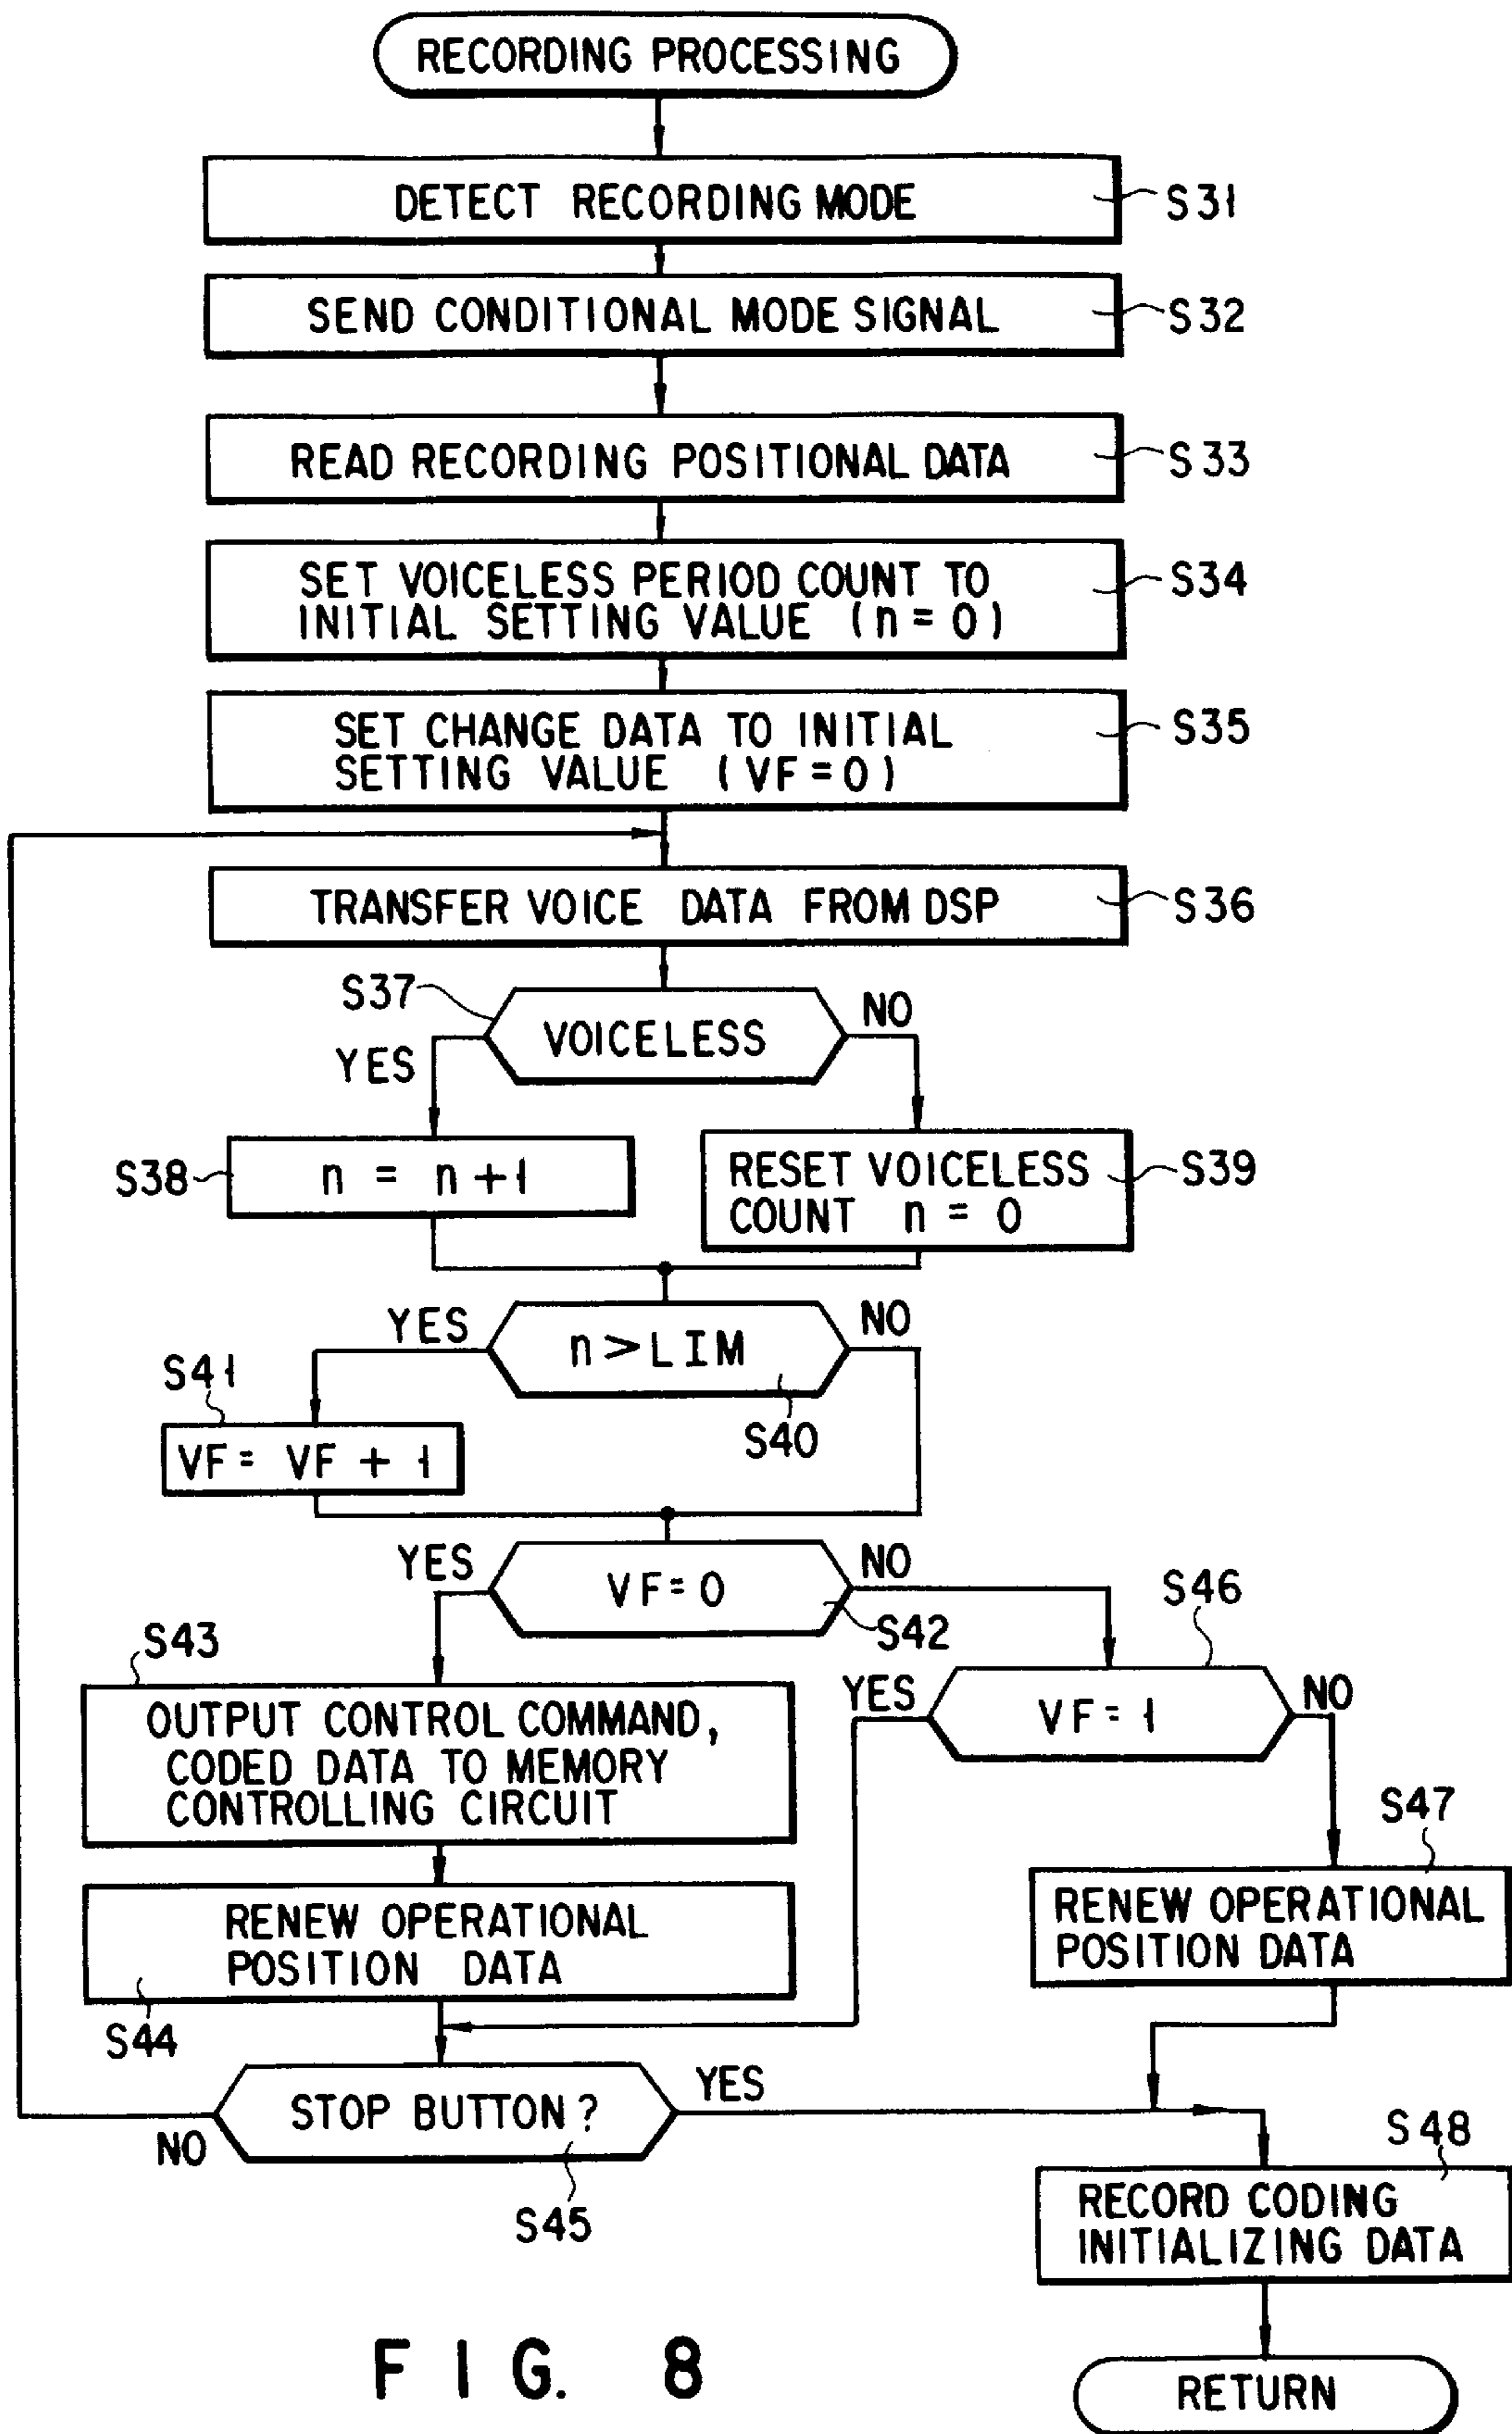 RECORDING PROCESSING
DETECT RECORDING MODE
S31
SEND CONDITIONAL MODE SIGNAL
S32
READ RECORDING POSITIONAL DATA
S33
SET VOICELESS PERIOD COUNT TO
INITIAL SETTING VALUE (n = 0)
S34
SET CHANGE DATA TO INITIAL
SETTING VALUE (VF = 0)
S35
TRANSFER VOICE DATA FROM DSP
S36
S37
VOICELESS
NO
YES
S38
n = n + 1
RESET VOICELESS
COUNT n = 0
S39
YES
n > LIM
NO
S40
S41
VF = VF + 1
YES
VF = 0
NO
S42
S43
OUTPUT CONTROL COMMAND,
CODED DATA TO MEMORY
CONTROLLING CIRCUIT
S46
YES
VF = 1
NO
S47
RENEW OPERATIONAL
POSITION DATA
RENEW OPERATIONAL
POSITION DATA
S44
STOP BUTTON?
YES
NO
S45
S48
RECORD CODING
INITIALIZING DATA
RETURN
FIG. 8